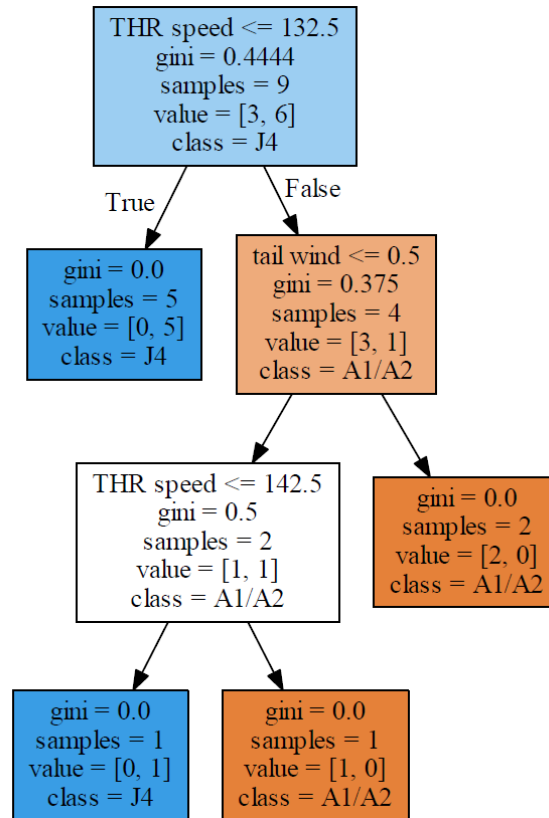 THR speed <= 132.5
gini = 0.4444
samples = 9
value = [3, 6]
class = J4
True
False
gini = 0.0
samples = 5
value = [0, 5]
class = J4
tail wind <= 0.5
gini = 0.375
samples = 4
value = [3, 1]
class = A1/A2
THR speed <= 142.5
gini = 0.5
samples = 2
value = [1, 1]
class = A1/A2
gini = 0.0
samples = 2
value = [2, 0]
class = A1/A2
gini = 0.0
samples = 1
value = [0, 1]
class = J4
gini = 0.0
samples = 1
value = [1, 0]
class = A1/A2